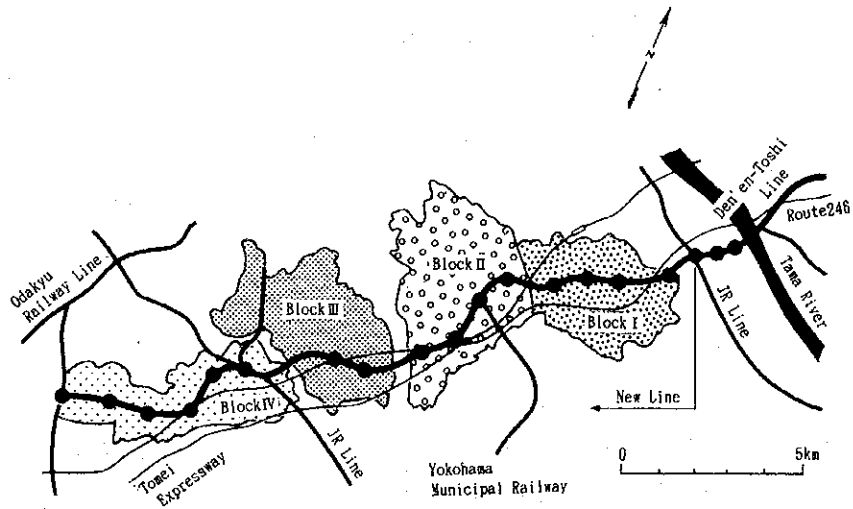 z
Den'en-Toshi
Line
Route246
Odakyu
Railway Line
Block Ⅱ
Block Ⅲ
Block Ⅰ
Tama River
JR Line
New Line
Block Ⅳ
JR Line
Tomei
Expressway
Yokohama
Municipal Railway
0
5km